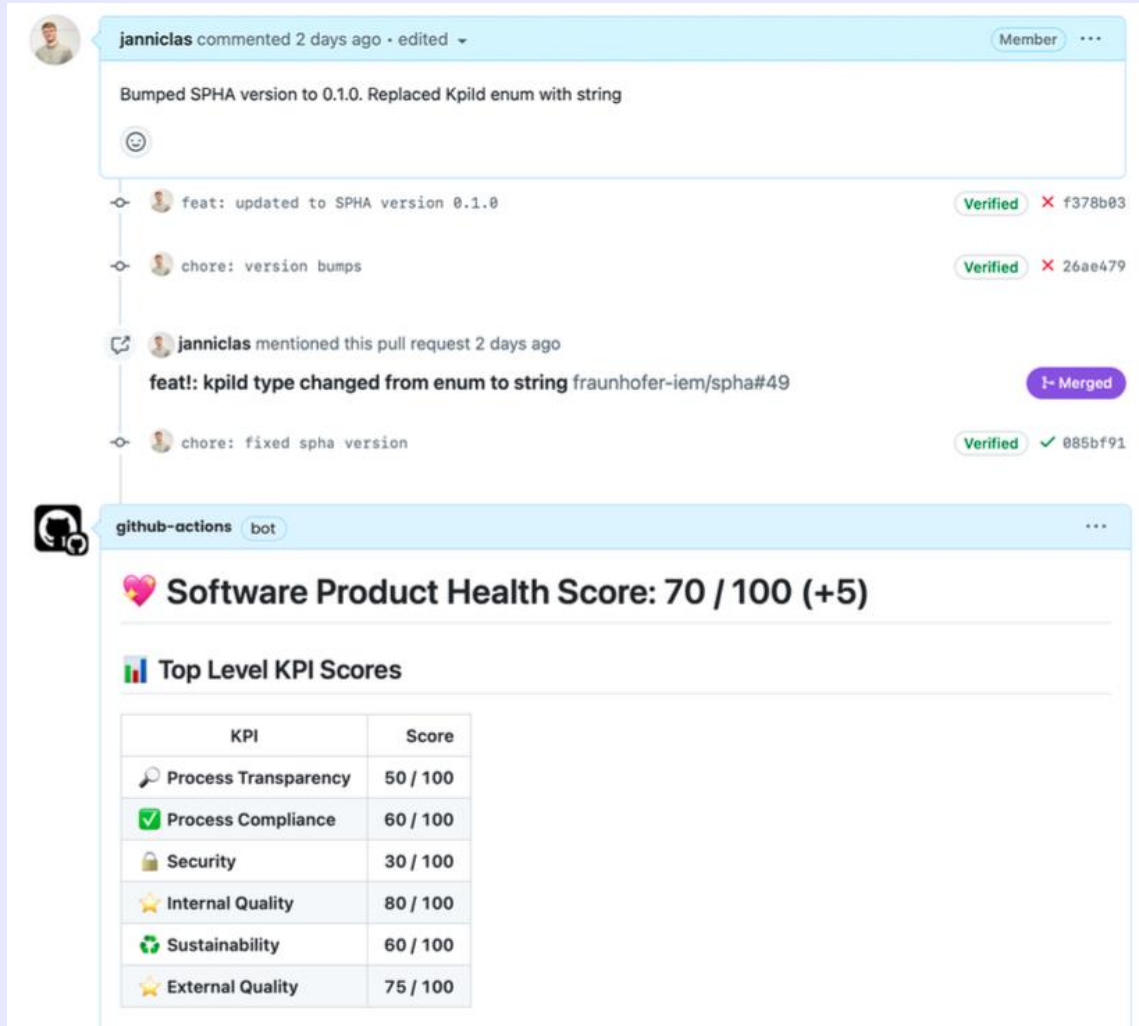 janniclas commented 2 days ago • edited
Member
Bumped SPHA version to 0.1.0. Replaced KpiId enum with string
feat: updated to SPHA version 0.1.0
Verified
f378b03
chore: version bumps
Verified
26ae479
janniclas mentioned this pull request 2 days ago
feat!: kpiId type changed from enum to string fraunhofer-iem/spha#49
Merged
chore: fixed spha version
Verified
085bf91
github-actions bot
Software Product Health Score: 70 / 100 (+5)
Top Level KPI Scores
KPI Score
Process Transparency 50 / 100
Process Compliance 60 / 100
Security 30 / 100
Internal Quality 80 / 100
Sustainability 60 / 100
External Quality 75 / 100